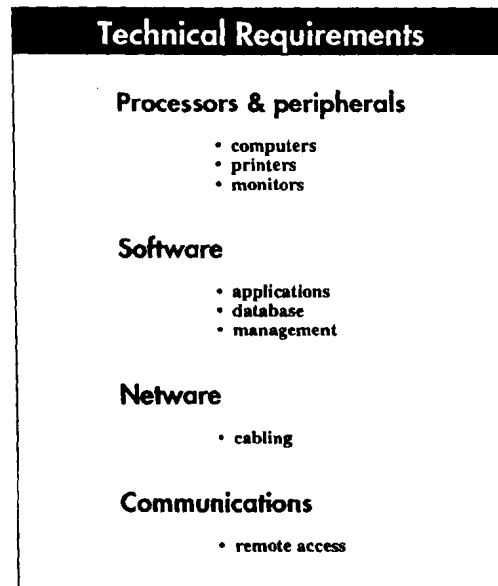 Technical Requirements
Processors & peripherals
• computers
• printers
• monitors
Software
• applications
• database
• management
Netware
• cabling
Communications
• remote access